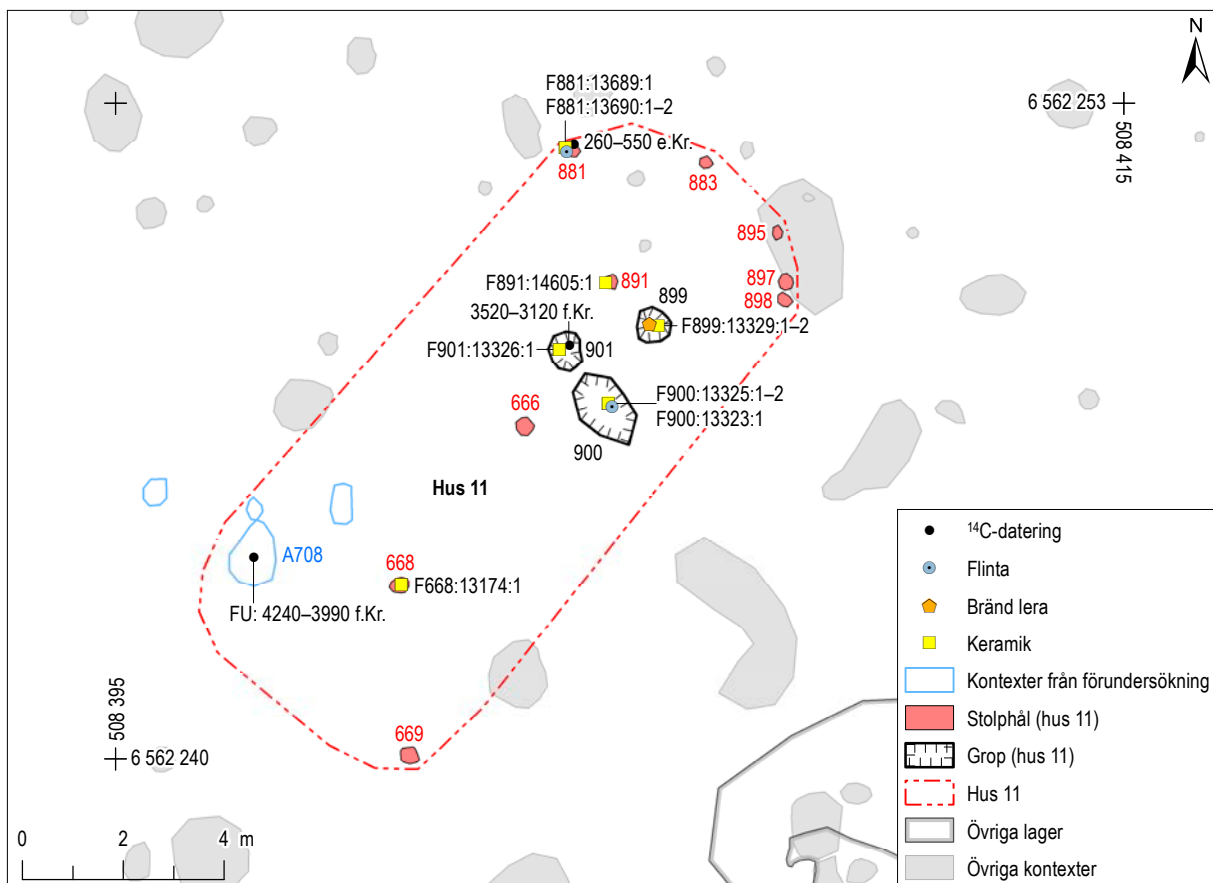 N
F881:13689:1
F881:13690:1–2
260–550 e.Kr.
881
883
6 562 253
508 415
895
F891:14605:1
891
897
899
898
3520–3120 f.Kr.
F899:13329:1–2
F901:13326:1
901
666
F900:13325:1–2
F900:13323:1
900
Hus 11
A708
668
F668:13174:1
FU: 4240–3990 f.Kr.
508 395
669
6 562 240
0 2 4 m
¹⁴C-datering
Flinta
Bränd lera
Keramik
Kontexter från förundersökning
Stolphål (hus 11)
Grop (hus 11)
Hus 11
Övriga lager
Övriga kontexter